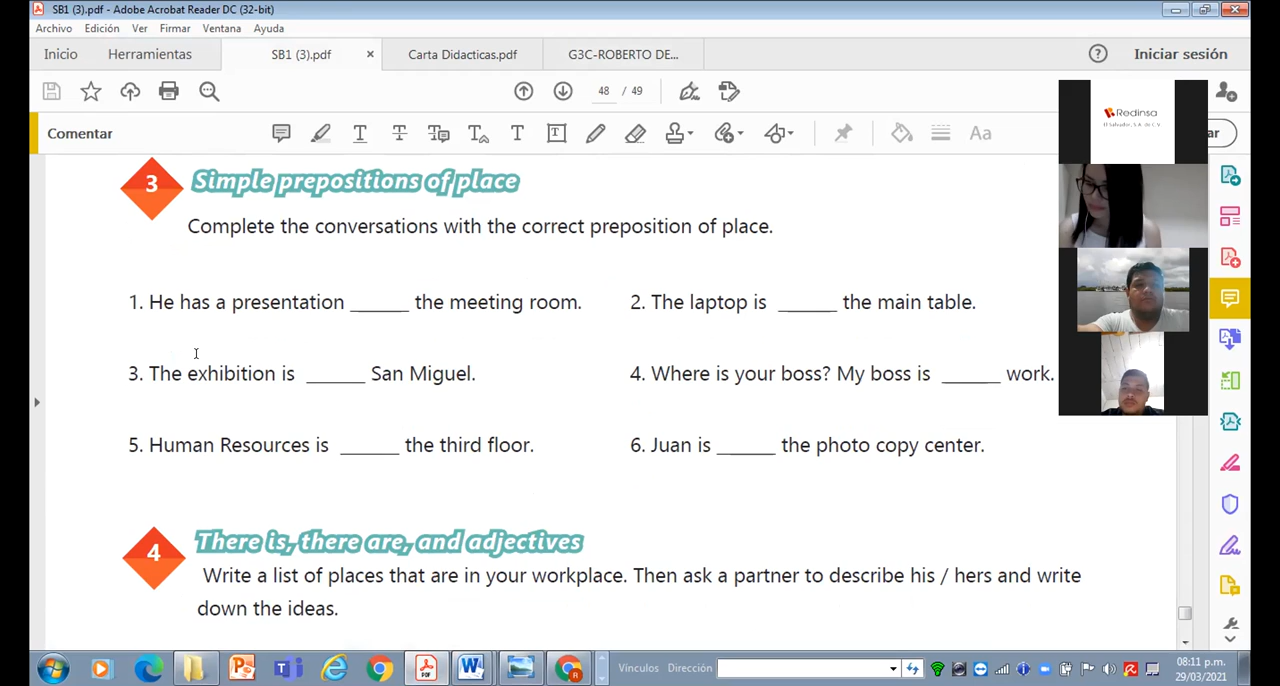 SB1 (3).pdf - Adobe Acrobat Reader DC (32-bit)
Archivo Edición Ver Firmar Ventana Ayuda
Inicio Herramientas SB1 (3).pdf × Carta Didacticas.pdf G3C-ROBERTO DE... Iniciar sesión
48 / 49
Comentar
Aa
ar
Redinsa
3 Simple prepositions of place
Complete the conversations with the correct preposition of place.
1. He has a presentation ______ the meeting room. 2. The laptop is ______ the main table.
3. The exhibition is ______ San Miguel. 4. Where is your boss? My boss is ______ work.
5. Human Resources is ______ the third floor. 6. Juan is ______ the photo copy center.
4 There is, there are, and adjectives
Write a list of places that are in your workplace. Then ask a partner to describe his / hers and write
down the ideas.
Vínculos Dirección
08:11 p.m.
29/03/2021